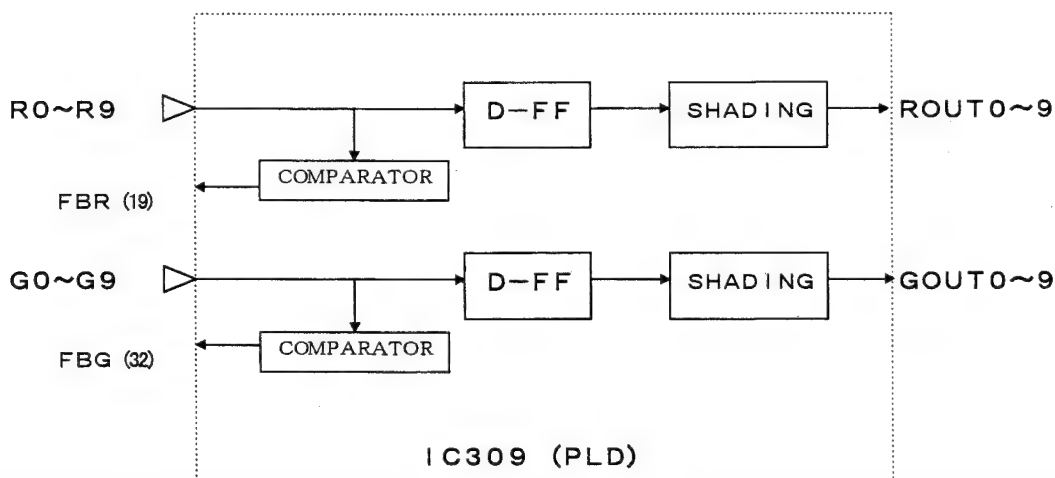 R0~R9 D-FF SHADING ROUT0~9
COMPARATOR
FBR (19)
G0~G9 D-FF SHADING GOUT0~9
COMPARATOR
FBG (32)
IC309 (PLD)